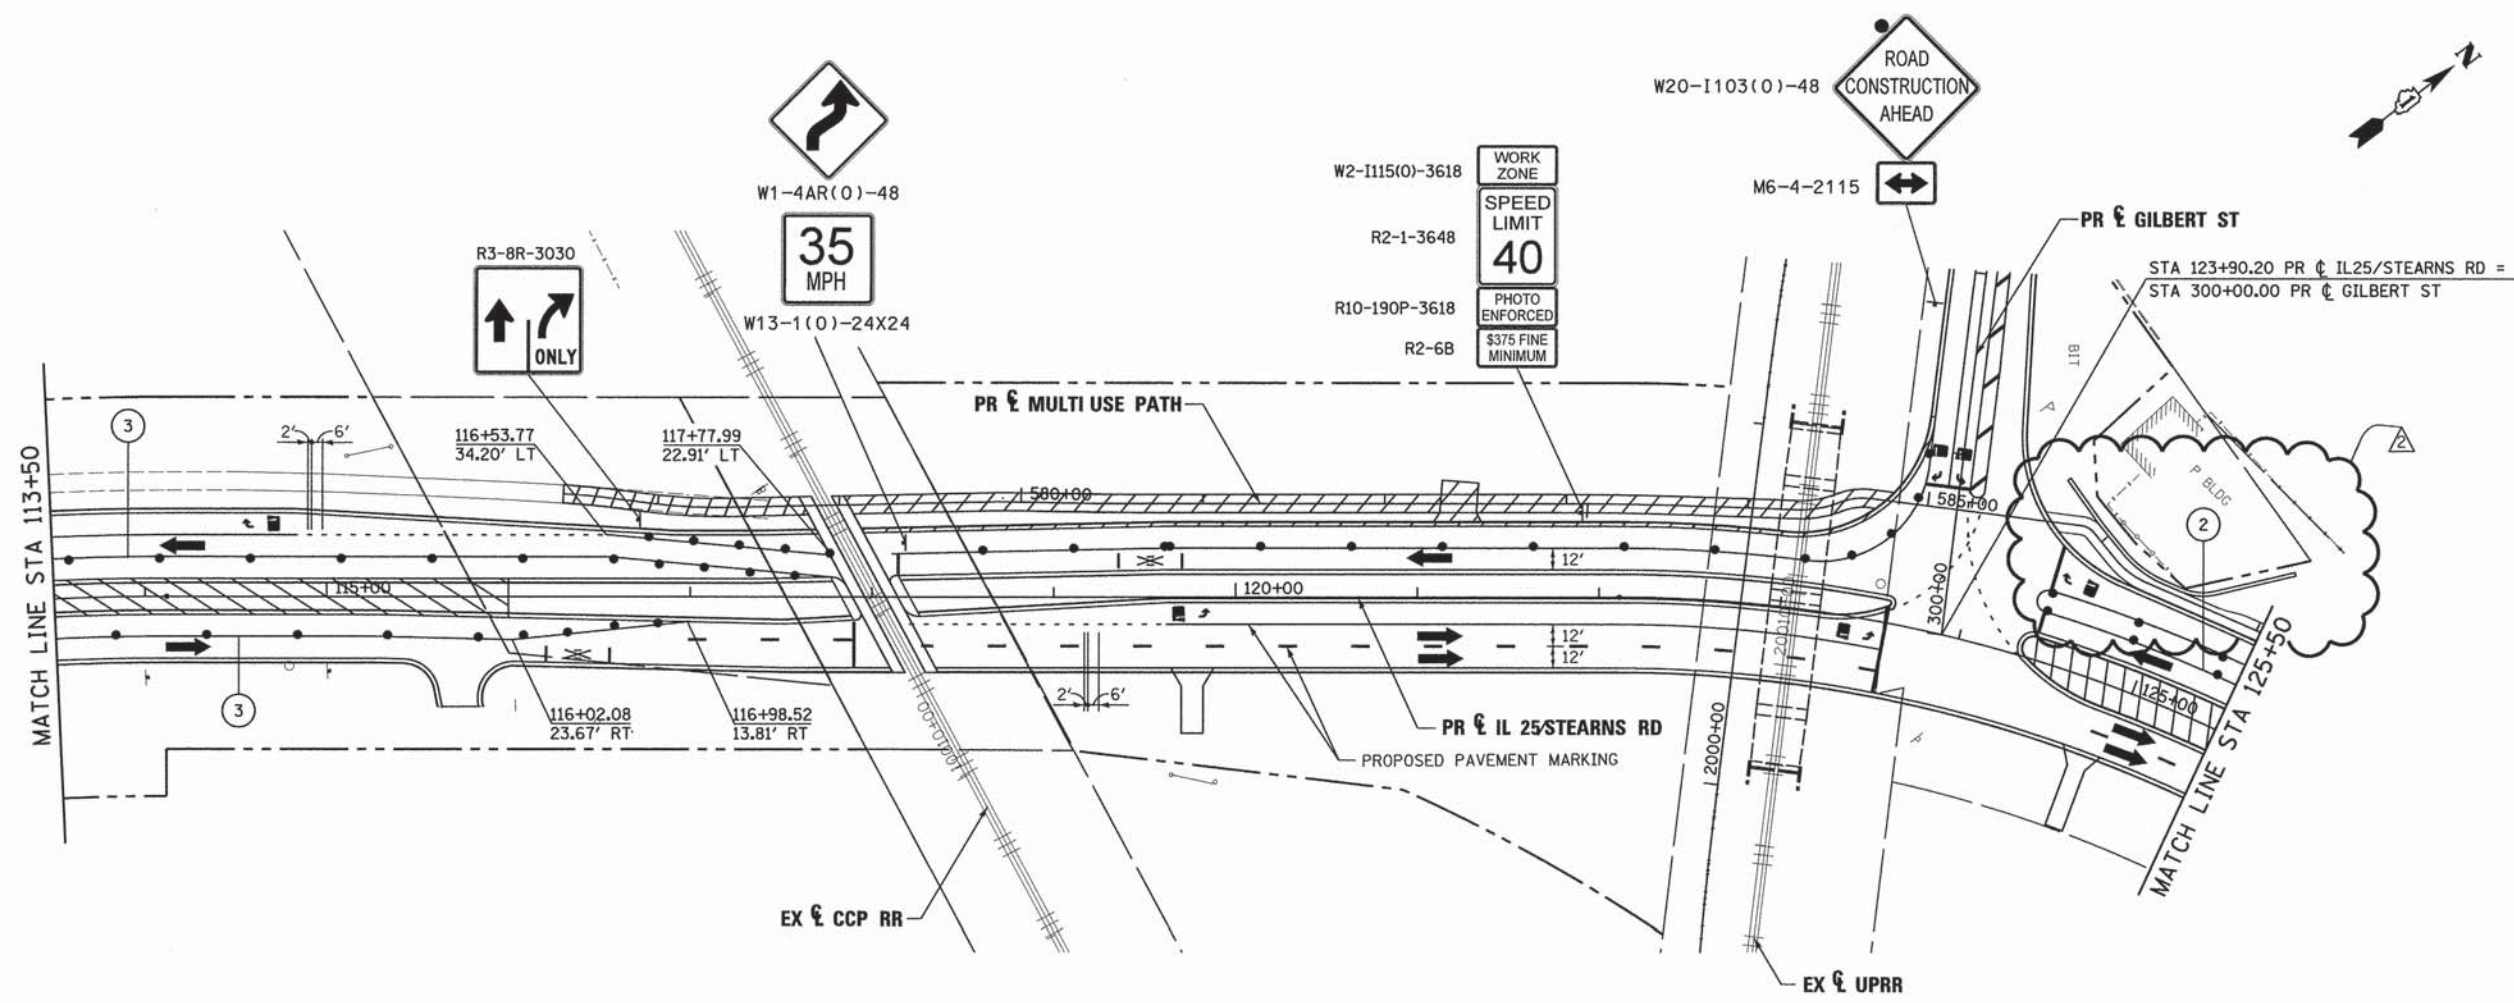 ROAD
CONSTRUCTION
AHEAD
W20-I103(O)-48
M6-4-2115
N
W1-4AR(O)-48
35
MPH
W13-1(O)-24X24
R3-8R-3030
ONLY
W2-I115(O)-3618
WORK
ZONE
R2-1-3648
SPEED
LIMIT
40
R10-190P-3618
PHOTO
ENFORCED
R2-6B
$375 FINE
MINIMUM
PR ℄ GILBERT ST
STA 123+90.20 PR ℄ IL25/STEARNS RD =
STA 300+00.00 PR ℄ GILBERT ST
BIT
P BLDG
2
2
PR ℄ MULTI USE PATH
3
2' 6'
116+53.77
34.20' LT
117+77.99
22.91' LT
580+00
585+00
300+00
MATCH LINE STA 113+50
115+00
120+00
12'
12'
12'
125+00
MATCH LINE STA 125+50
3
116+02.08
23.67' RT
116+98.52
13.81' RT
2' 6'
PR ℄ IL 25/STEARNS RD
PROPOSED PAVEMENT MARKING
2000+00
EX ℄ CCP RR
EX ℄ UPRR